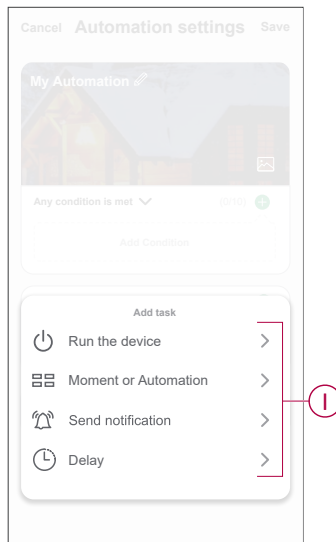 Cancel Automation settings Save
My Automation
Any condition is met (0/10)
Add Condition
Add task
Run the device
Moment or Automation
Send notification
Delay
I